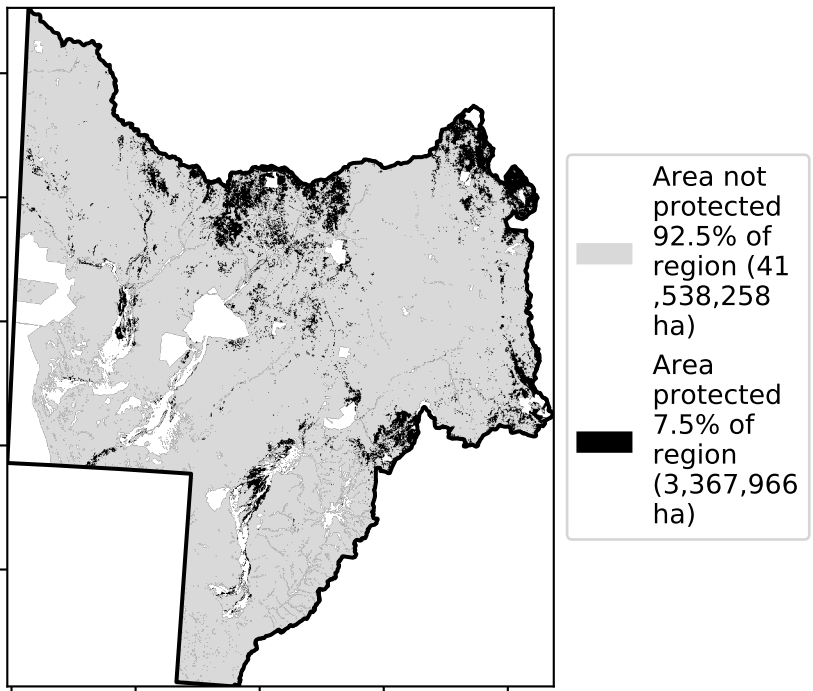 Area not
protected
92.5% of
region (41
,538,258
ha)
Area
protected
7.5% of
region
(3,367,966
ha)